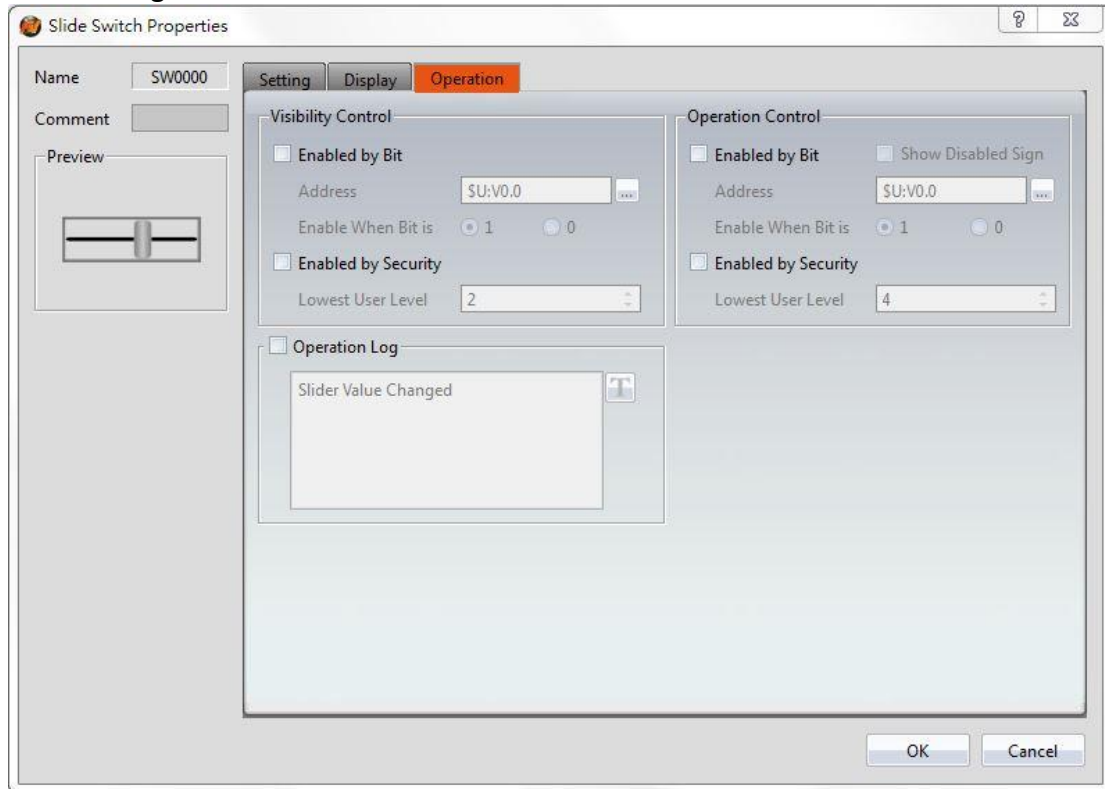 Slide Switch Properties
Name SW0000
Comment
Preview
Setting Display Operation
Visibility Control
Enabled by Bit
Address $U:V0.0 ...
Enable When Bit is 1 0
Enabled by Security
Lowest User Level 2
Operation Control
Enabled by Bit Show Disabled Sign
Address $U:V0.0 ...
Enable When Bit is 1 0
Enabled by Security
Lowest User Level 4
Operation Log
Slider Value Changed T
OK Cancel